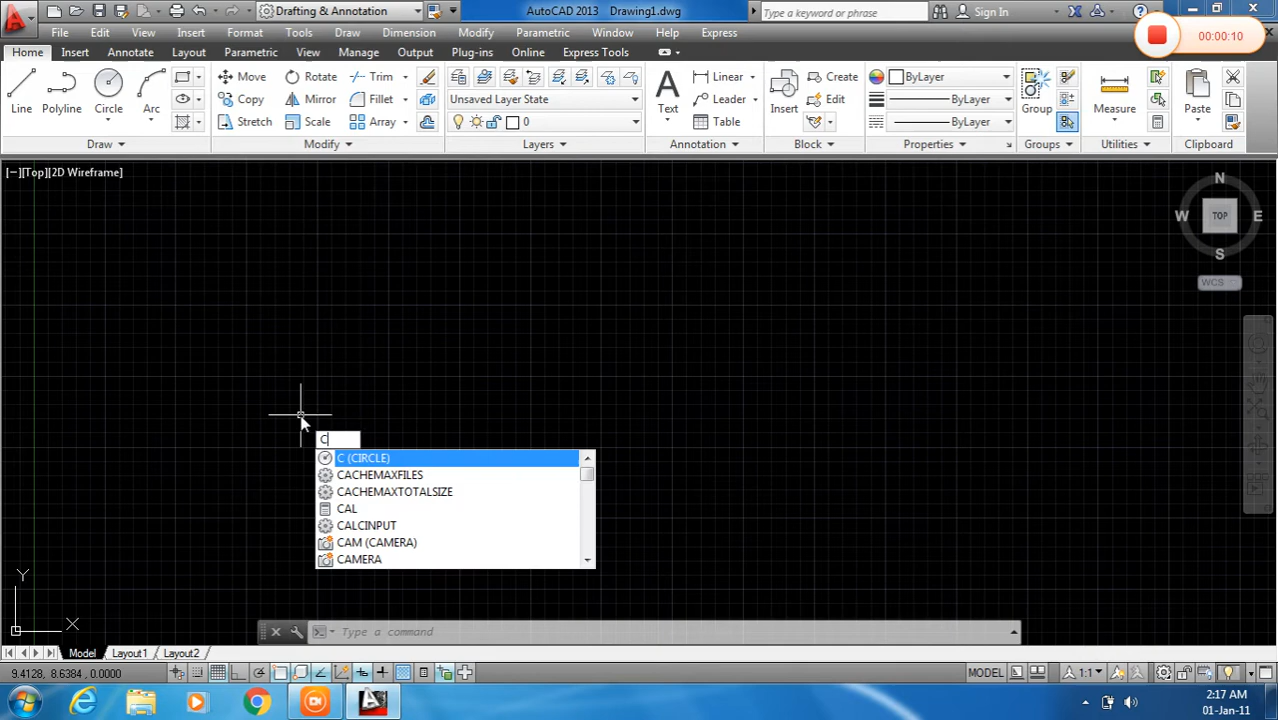 Drafting & Annotation
AutoCAD 2013 Drawing1.dwg
Type a keyword or phrase
Sign In
File Edit View Insert Format Tools Draw Dimension Modify Parametric Window Help Express
00:00:10
Home Insert Annotate Layout Parametric View Manage Output Plug-ins Online Express Tools
Move Rotate Trim Linear Create ByLayer
Line Polyline Circle Arc Text Insert Group Measure Paste
Copy Mirror Fillet Unsaved Layer State Leader Edit ByLayer
Stretch Scale Array 0 Table ByLayer
Draw Modify Layers Annotation Block Properties Groups Utilities Clipboard
[−][Top][2D Wireframe]
N
W TOP E
S
WCS
C
C (CIRCLE)
CACHEMAXFILES
CACHEMAXTOTALSIZE
CAL
CALCINPUT
CAM (CAMERA)
CAMERA
Y
X
Type a command
Model Layout1 Layout2
9.4128, 8.6384, 0.0000 MODEL 1:1
2:17 AM
01-Jan-11